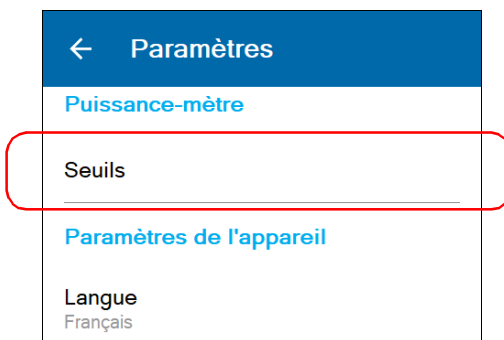 Paramètres
Puissance-mètre
Seuils
Paramètres de l'appareil
Langue
Français